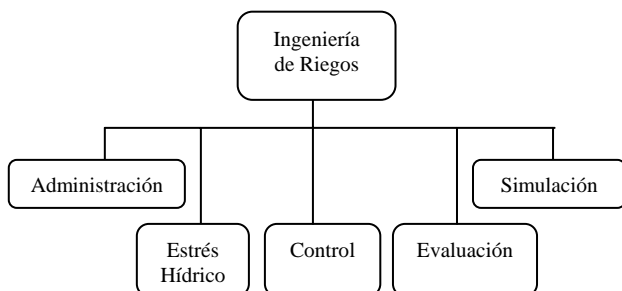 Ingeniería
de Riegos
Administración
Simulación
Estrés
Hídrico
Control
Evaluación